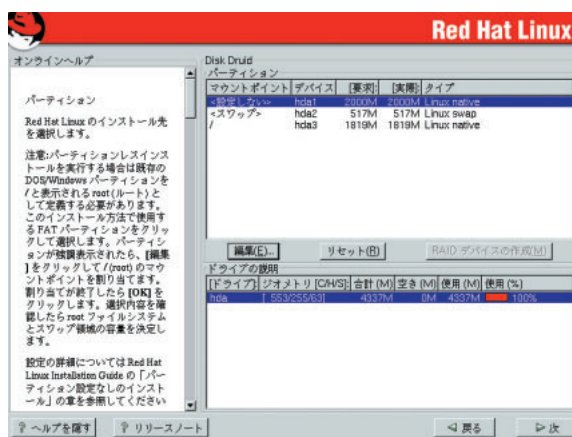 Red Hat Linux
オンラインヘルプ
パーティション
Red Hat Linux のインストール先
を選択します。
注意:パーティションレスインス
トールを実行する場合は既存の
DOS/Windows パーティションを
/ と表示される root (ルート) と
して定義する必要があります。
このインストール方法で使用す
る FAT パーティションをクリッ
クして選択します。パーティシ
ョンが強調表示されたら、[編集
] をクリックして / (root) のマウ
ントポイントを割り当てます。
割り当てが終了したら [OK] を
クリックします。選択内容を確
認したら root ファイルシステム
とスワップ領域の容量を決定し
ます。
設定の詳細については Red Hat
Linux Installation Guide の「パー
ティション設定なしのインスト
ール」の章を参照してください
Disk Druid
パーティション
マウントポイント デバイス [要求]: [実際]: タイプ
<設定しない> hda1 2000M 2000M Linux native
<スワップ> hda2 517M 517M Linux swap
/ hda3 1819M 1819M Linux native
編集(E)... リセット(R) RAID デバイスの作成(M)
ドライブの説明
[ドライブ]: ジオメトリ [C/H/S]: 合計 (M) 空き (M) 使用 (M) 使用 (%)
hda [ 553/255/63] 4337M 0M 4337M 100%
? ヘルプを隠す ? リリースノート 戻る 次